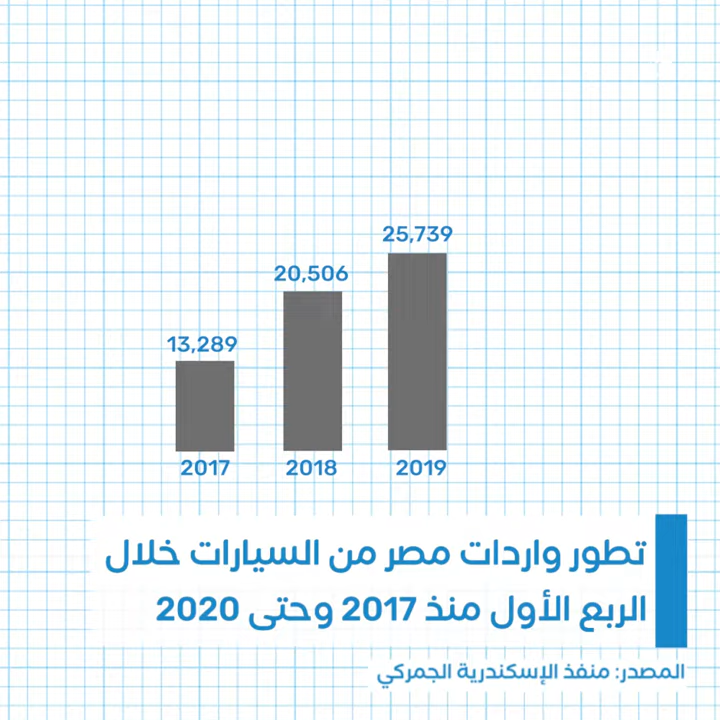 25,739
20,506
13,289
2017 2018 2019
تطور واردات مصر من السيارات خلال
الربع الأول منذ 2017 وحتى 2020
المصدر: منفذ الإسكندرية الجمركي